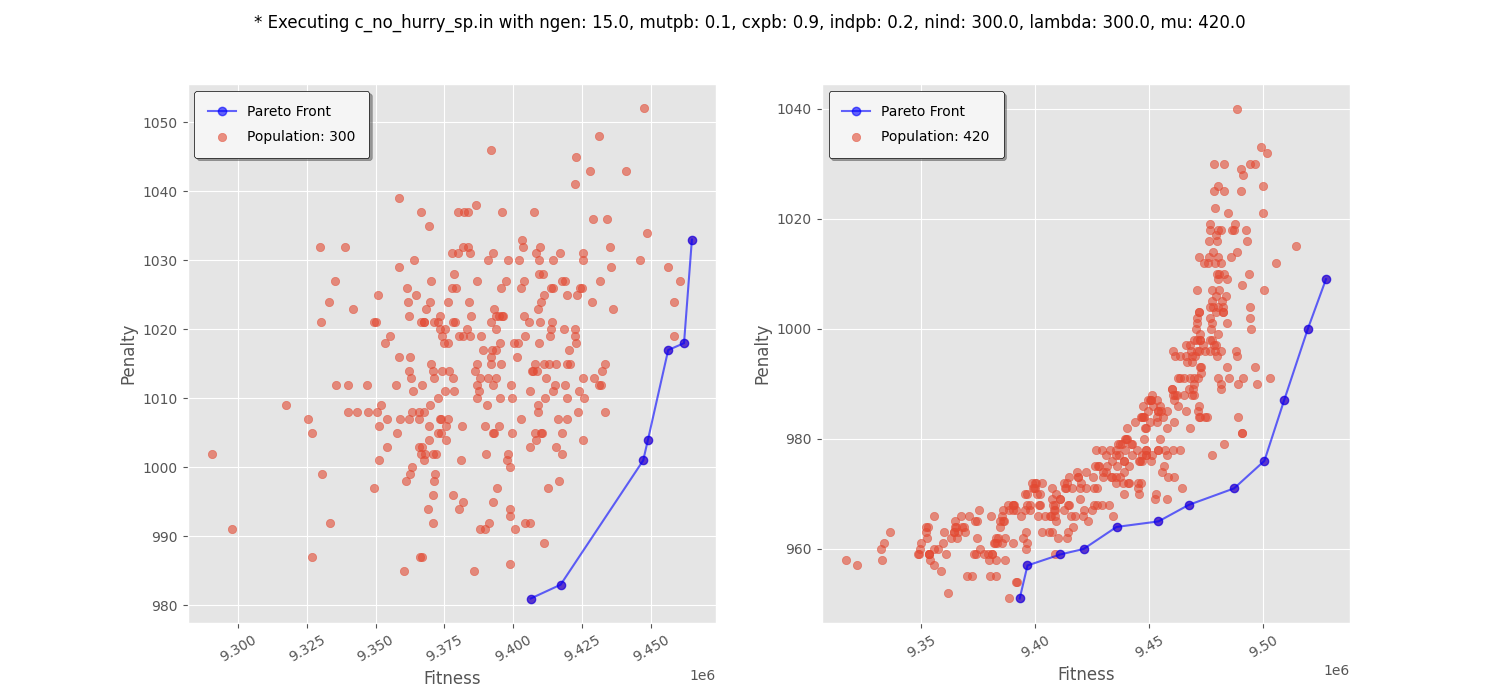 * Executing c_no_hurry_sp.in with ngen: 15.0, mutpb: 0.1, cxpb: 0.9, indpb: 0.2, nind: 300.0, lambda: 300.0, mu: 420.0
Pareto Front
Population: 300
1050
1040
1030
1020
1010
1000
990
980
Penalty
9.300
9.325
9.350
9.375
9.400
9.425
9.450
1e6
Fitness
Pareto Front
Population: 420
1040
1020
1000
980
960
Penalty
9.35
9.40
9.45
9.50
1e6
Fitness